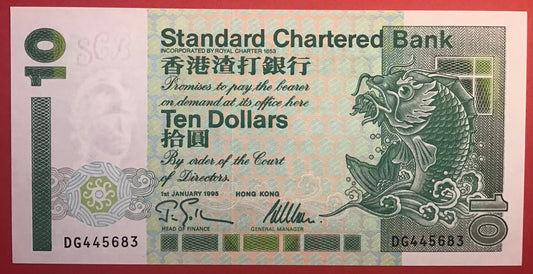 10
Standard Chartered Bank
INCORPORATED BY ROYAL CHARTER 1853
香港渣打銀行
Promises to pay the bearer
on demand at its office here
Ten Dollars
拾圓
By order of the Court
of Directors.
1ST JANUARY 1995 HONG KONG
HEAD OF FINANCE GENERAL MANAGER
DG445683 DG445683
10